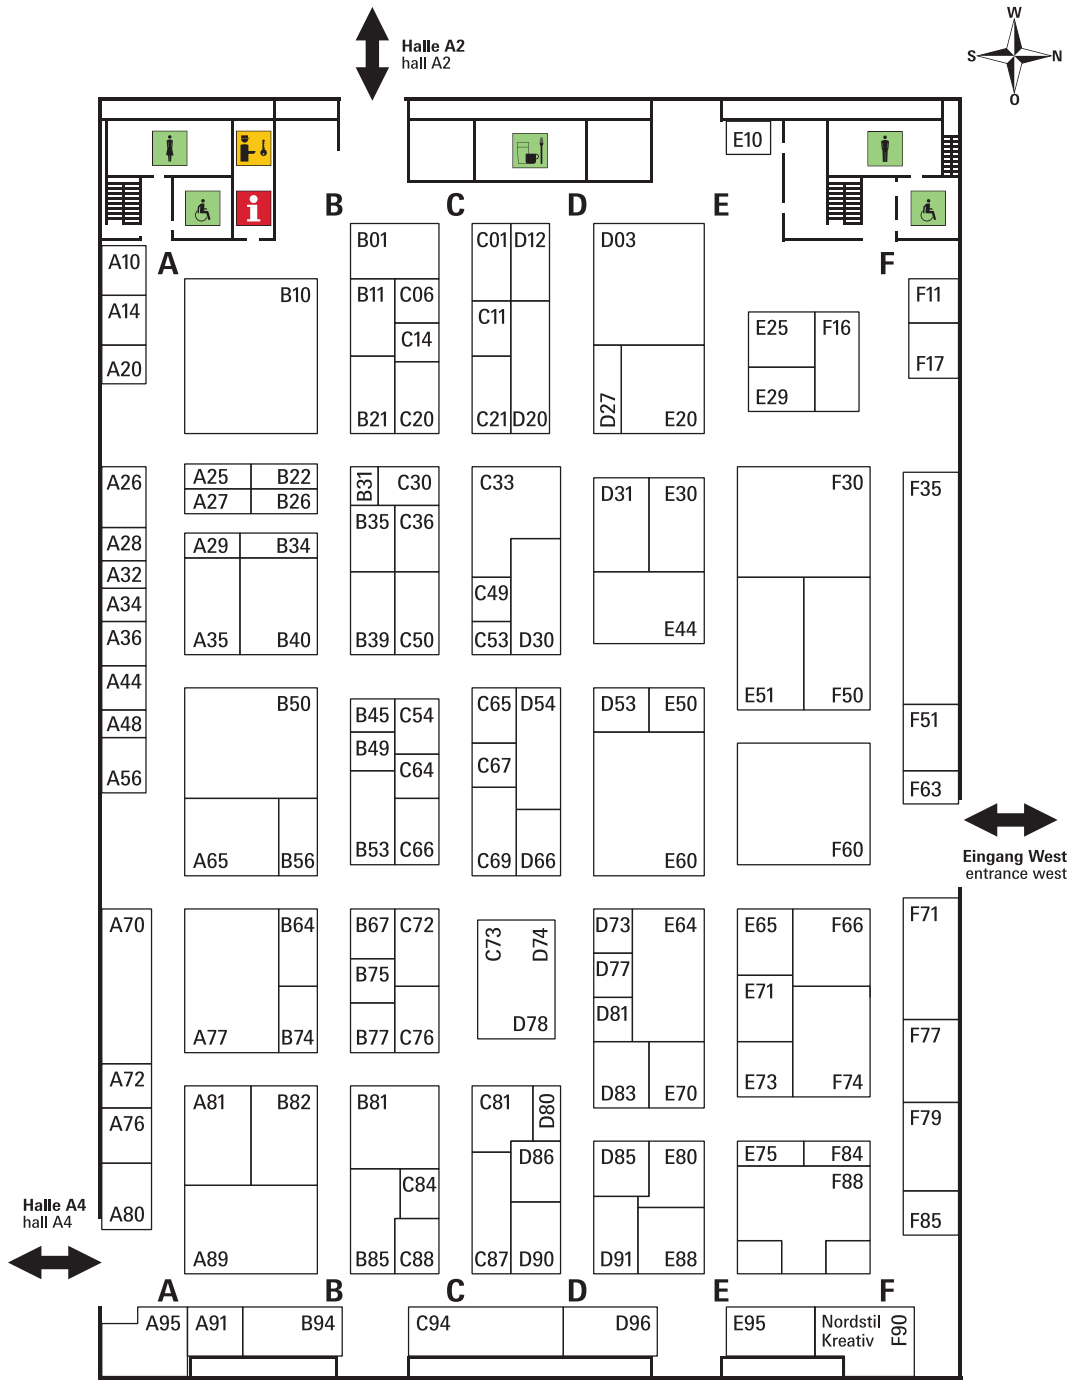 W
Halle A2
hall A2
S
N
O
E10
i
B
C
D
E
B01
C01
D12
D03
A10
A
F
B10
B11
C06
F11
A14
C11
E25
F16
C14
A20
F17
D27
E29
B21
C20
C21
D20
E20
A26
A25
B22
B31
C30
C33
D31
E30
F30
F35
A27
B26
B35
C36
A28
A29
B34
A32
A34
C49
A36
A35
B40
B39
C50
C53
D30
E44
A44
B50
C65
D54
D53
E50
E51
F50
B45
C54
A48
F51
B49
C67
C64
A56
F63
A65
B56
B53
C66
C69
D66
E60
F60
Eingang West
entrance west
A70
B64
B67
C72
C73
D74
D73
E64
E65
F66
F71
D77
B75
E71
D81
D78
A77
B74
B77
C76
F77
A72
E73
F74
D83
E70
A81
B82
B81
C81
D80
A76
F79
E75
F84
D86
D85
E80
F88
C84
Halle A4
hall A4
A80
F85
A89
B85
C88
C87
D90
D91
E88
A
B
C
D
E
F
A95
A91
B94
C94
D96
E95
Nordstil
Kreativ
F90